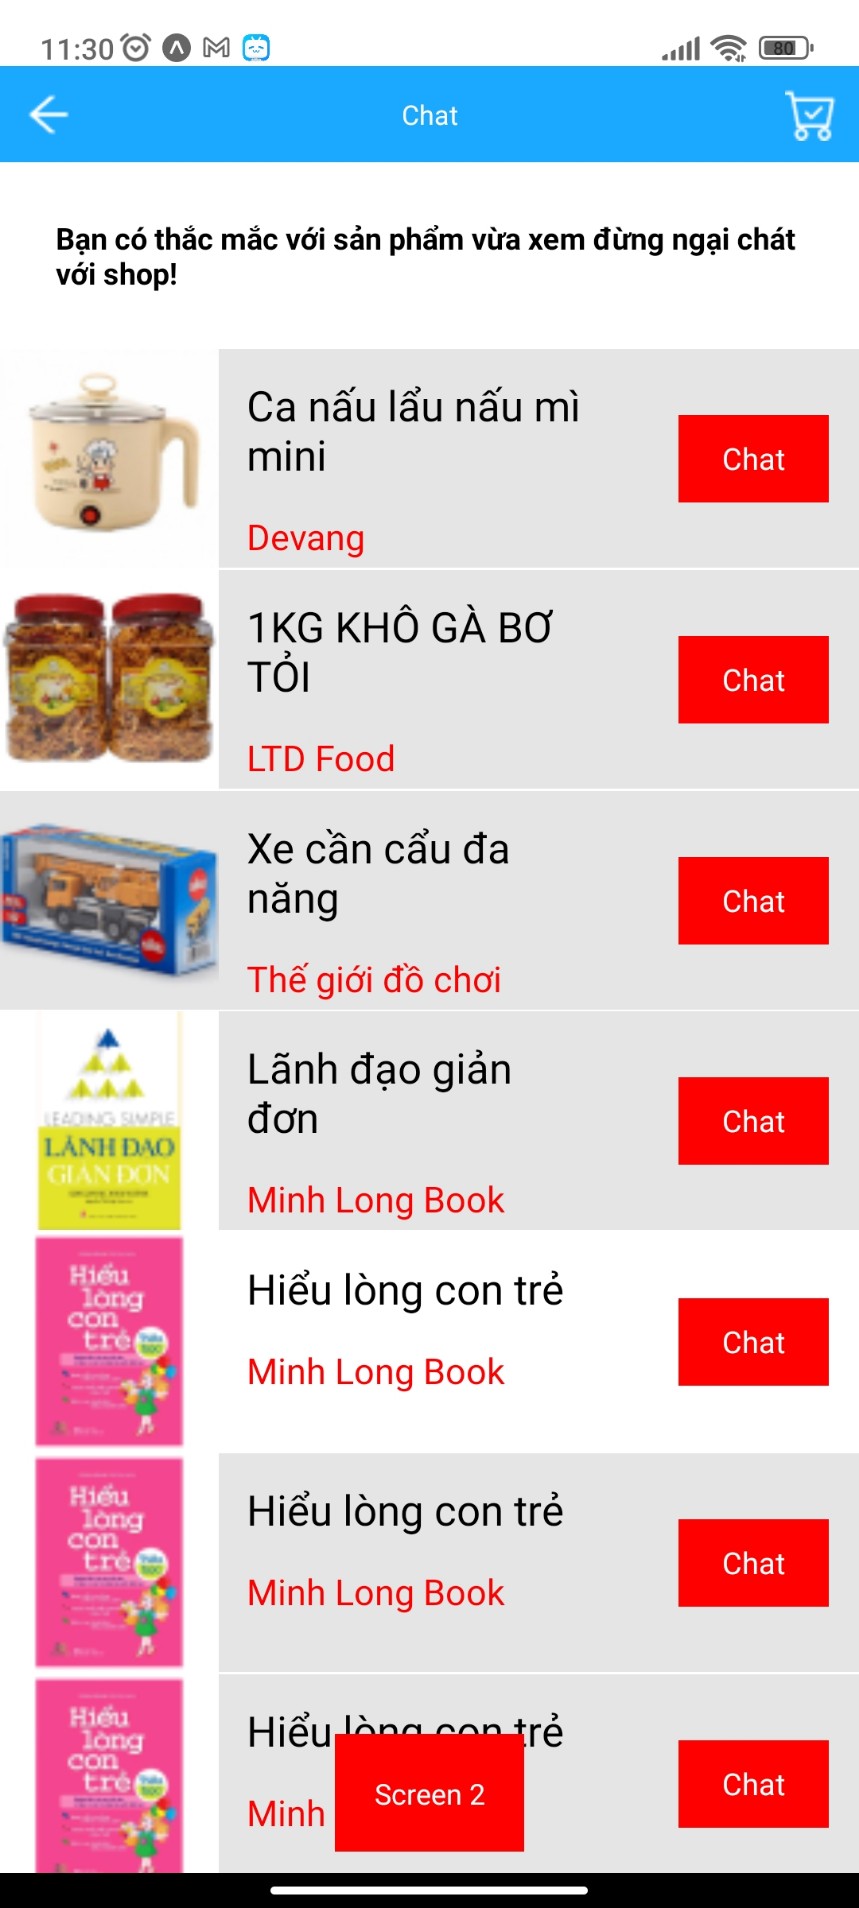 11:30
80
Chat
Bạn có thắc mắc với sản phẩm vừa xem đừng ngại chát
với shop!
Ca nấu lẩu nấu mì
mini
Devang
Chat
1KG KHÔ GÀ BƠ
TỎI
LTD Food
Chat
Xe cần cẩu đa
năng
Thế giới đồ chơi
Chat
LEADING SIMPLE
LÃNH ĐẠO
GIẢN ĐƠN
Lãnh đạo giản
đơn
Minh Long Book
Chat
Hiểu
lòng
con
trẻ
Hiểu lòng con trẻ
Minh Long Book
Chat
Hiểu
lòng
con
trẻ
Hiểu lòng con trẻ
Minh Long Book
Chat
Hiểu
lòng
con
trẻ
Hiểu lòng con trẻ
Minh
Screen 2
Chat